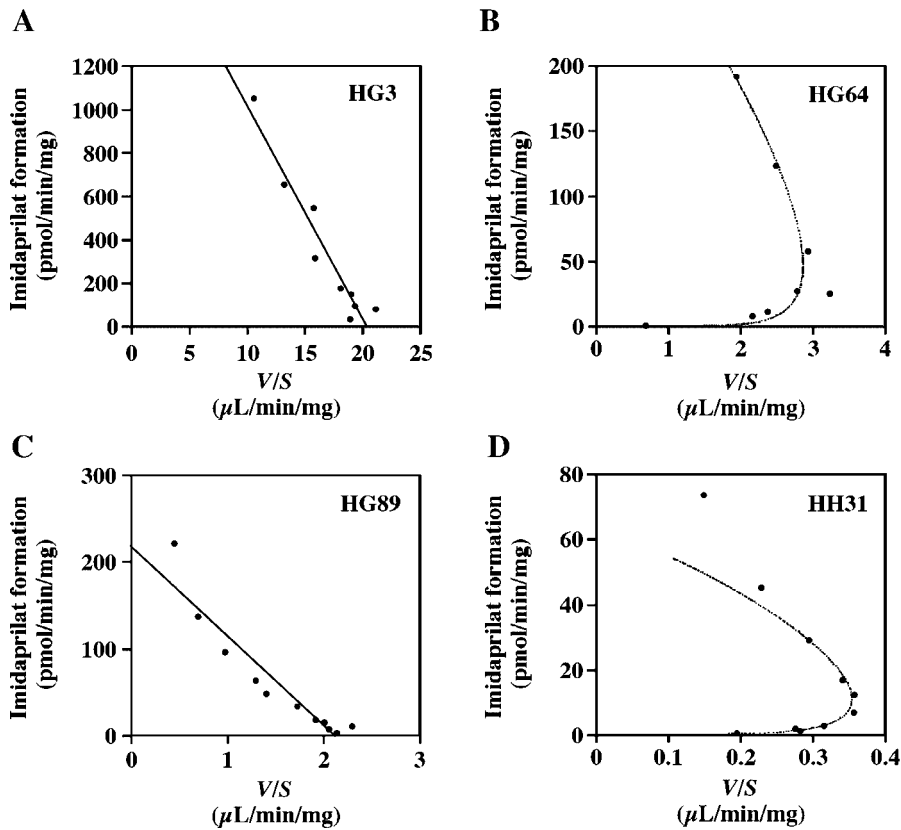 A
Imidaprilat formation
(pmol/min/mg)
1200
1000
800
600
400
200
0
HG3
0 5 10 15 20 25
V/S
(µL/min/mg)
B
Imidaprilat formation
(pmol/min/mg)
200
150
100
50
0
HG64
0 1 2 3 4
V/S
(µL/min/mg)
C
Imidaprilat formation
(pmol/min/mg)
300
200
100
0
HG89
0 1 2 3
V/S
(µL/min/mg)
D
Imidaprilat formation
(pmol/min/mg)
80
60
40
20
0
HH31
0 0.1 0.2 0.3 0.4
V/S
(µL/min/mg)